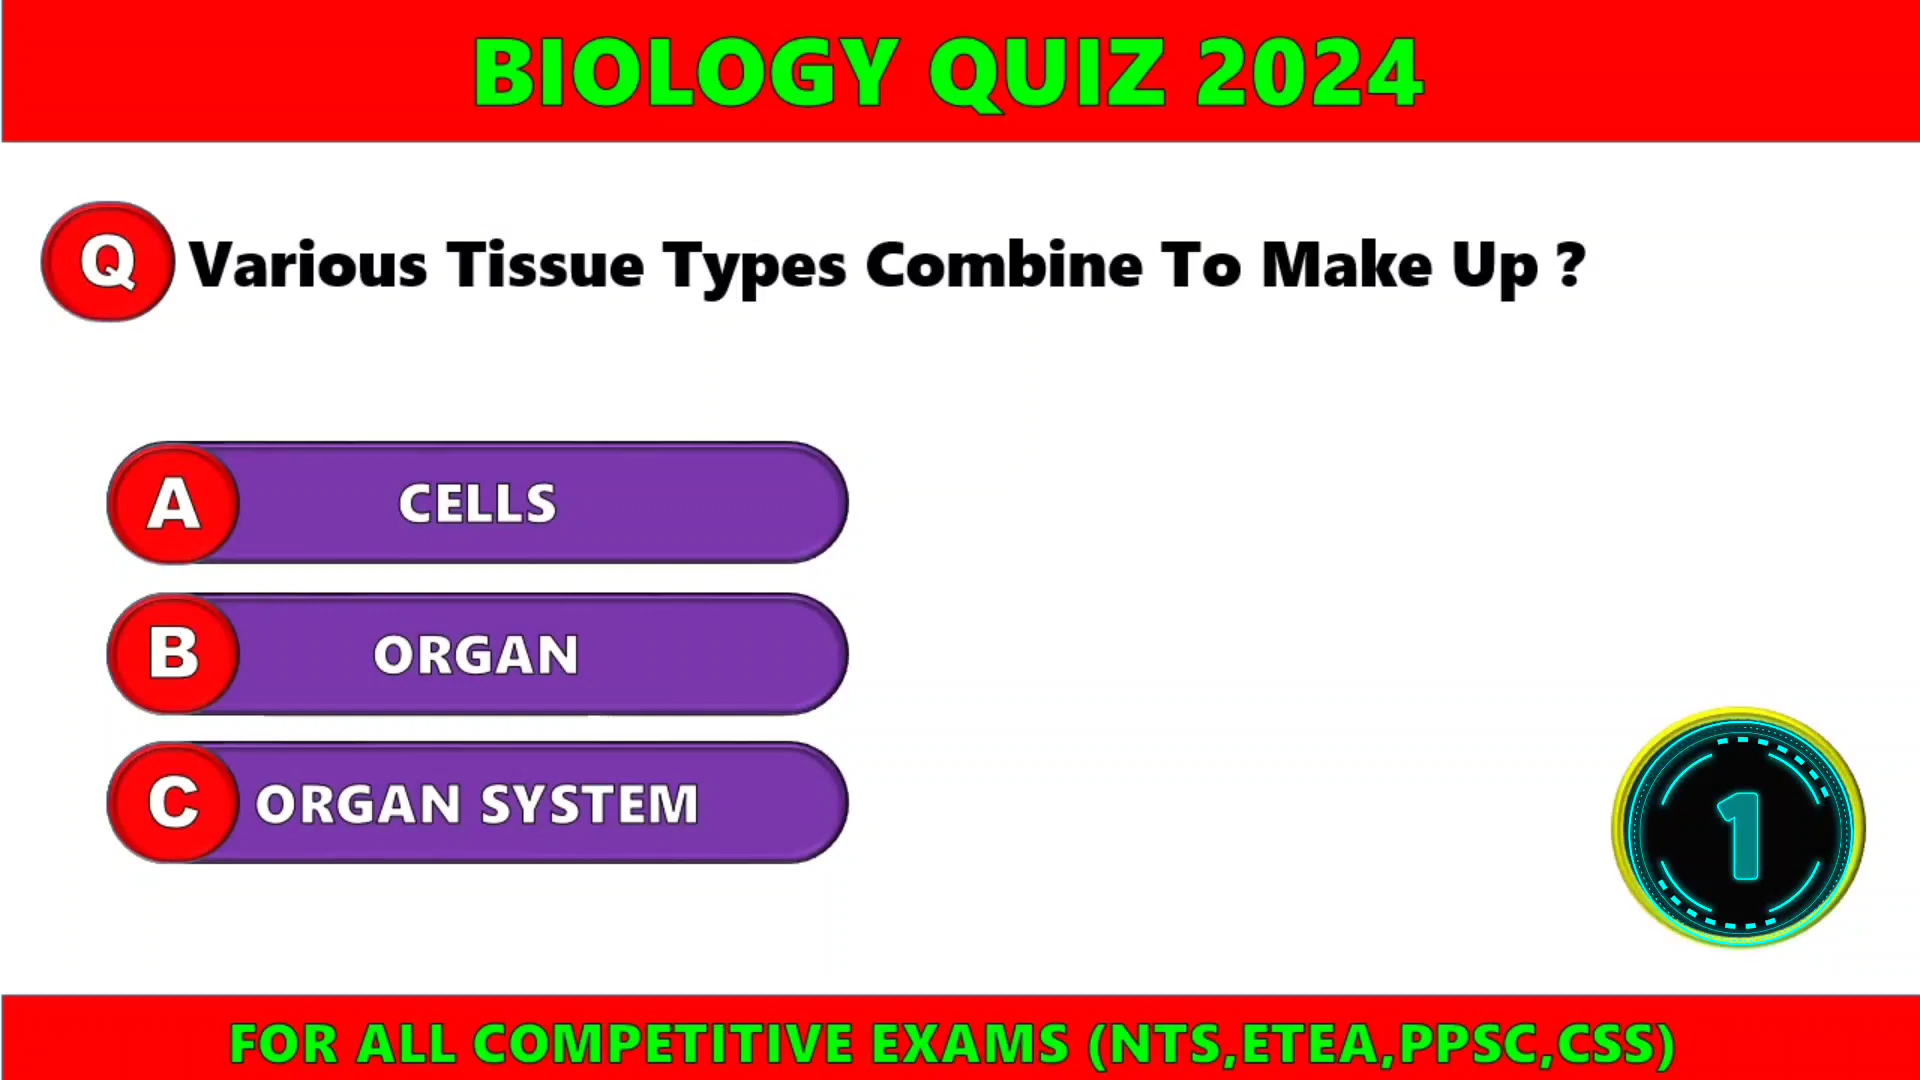 BIOLOGY QUIZ 2024
Q Various Tissue Types Combine To Make Up ?
A CELLS
B ORGAN
C ORGAN SYSTEM
1
FOR ALL COMPETITIVE EXAMS (NTS,ETEA,PPSC,CSS)